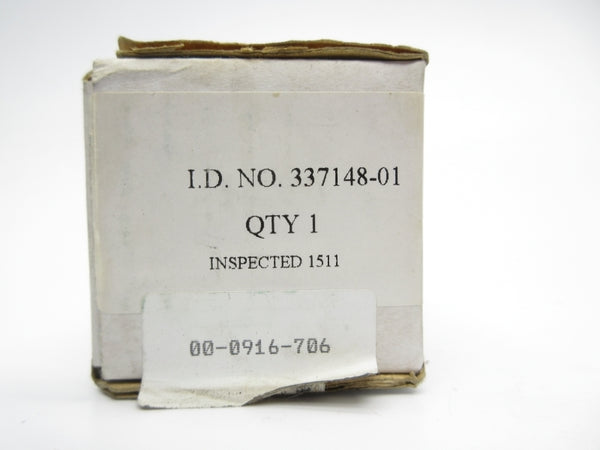 I.D. NO. 337148-01
QTY 1
INSPECTED 1511
00-0916-706